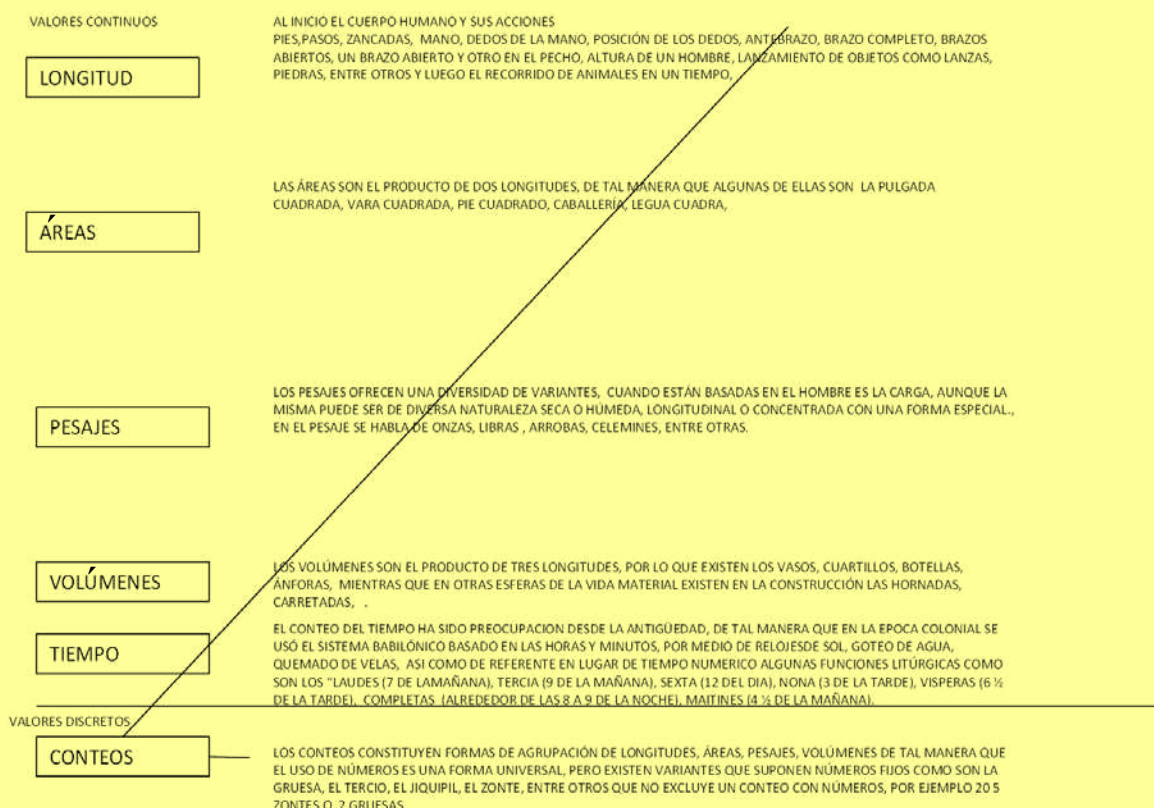 VALORES CONTINUOS
LONGITUD
AL INICIO EL CUERPO HUMANO Y SUS ACCIONES
PIES,PASOS, ZANCADAS, MANO, DEDOS DE LA MANO, POSICIÓN DE LOS DEDOS, ANTEBRAZO, BRAZO COMPLETO, BRAZOS
ABIERTOS, UN BRAZO ABIERTO Y OTRO EN EL PECHO, ALTURA DE UN HOMBRE, LANZAMIENTO DE OBJETOS COMO LANZAS,
PIEDRAS, ENTRE OTROS Y LUEGO EL RECORRIDO DE ANIMALES EN UN TIEMPO,
ÁREAS
LAS ÁREAS SON EL PRODUCTO DE DOS LONGITUDES, DE TAL MANERA QUE ALGUNAS DE ELLAS SON LA PULGADA
CUADRADA, VARA CUADRADA, PIE CUADRADO, CABALLERÍA, LEGUA CUADRA,
PESAJES
LOS PESAJES OFRECEN UNA DIVERSIDAD DE VARIANTES, CUANDO ESTÁN BASADAS EN EL HOMBRE ES LA CARGA, AUNQUE LA
MISMA PUEDE SER DE DIVERSA NATURALEZA SECA O HÚMEDA, LONGITUDINAL O CONCENTRADA CON UNA FORMA ESPECIAL.,
EN EL PESAJE SE HABLA DE ONZAS, LIBRAS , ARROBAS, CELEMINES, ENTRE OTRAS.
VOLÚMENES
LOS VOLÚMENES SON EL PRODUCTO DE TRES LONGITUDES, POR LO QUE EXISTEN LOS VASOS, CUARTILLOS, BOTELLAS,
ÁNFORAS, MIENTRAS QUE EN OTRAS ESFERAS DE LA VIDA MATERIAL EXISTEN EN LA CONSTRUCCIÓN LAS HORNADAS,
CARRETADAS, .
TIEMPO
EL CONTEO DEL TIEMPO HA SIDO PREOCUPACION DESDE LA ANTIGÜEDAD, DE TAL MANERA QUE EN LA EPOCA COLONIAL SE
USÓ EL SISTEMA BABILÓNICO BASADO EN LAS HORAS Y MINUTOS, POR MEDIO DE RELOJESDE SOL, GOTEO DE AGUA,
QUEMADO DE VELAS, ASI COMO DE REFERENTE EN LUGAR DE TIEMPO NUMERICO ALGUNAS FUNCIONES LITÚRGICAS COMO
SON LOS "LAUDES (7 DE LAMAÑANA), TERCIA (9 DE LA MAÑANA), SEXTA (12 DEL DIA), NONA (3 DE LA TARDE), VISPERAS (6 ½
DE LA TARDE), COMPLETAS (ALREDEDOR DE LAS 8 A 9 DE LA NOCHE), MAITINES (4 ½ DE LA MAÑANA).
VALORES DISCRETOS
CONTEOS
LOS CONTEOS CONSTITUYEN FORMAS DE AGRUPACIÓN DE LONGITUDES, ÁREAS, PESAJES, VOLÚMENES DE TAL MANERA QUE
EL USO DE NÚMEROS ES UNA FORMA UNIVERSAL, PERO EXISTEN VARIANTES QUE SUPONEN NÚMEROS FIJOS COMO SON LA
GRUESA, EL TERCIO, EL JIQUIPIL, EL ZONTE, ENTRE OTROS QUE NO EXCLUYE UN CONTEO CON NÚMEROS, POR EJEMPLO 20 5
ZONTES O 2 GRUESAS